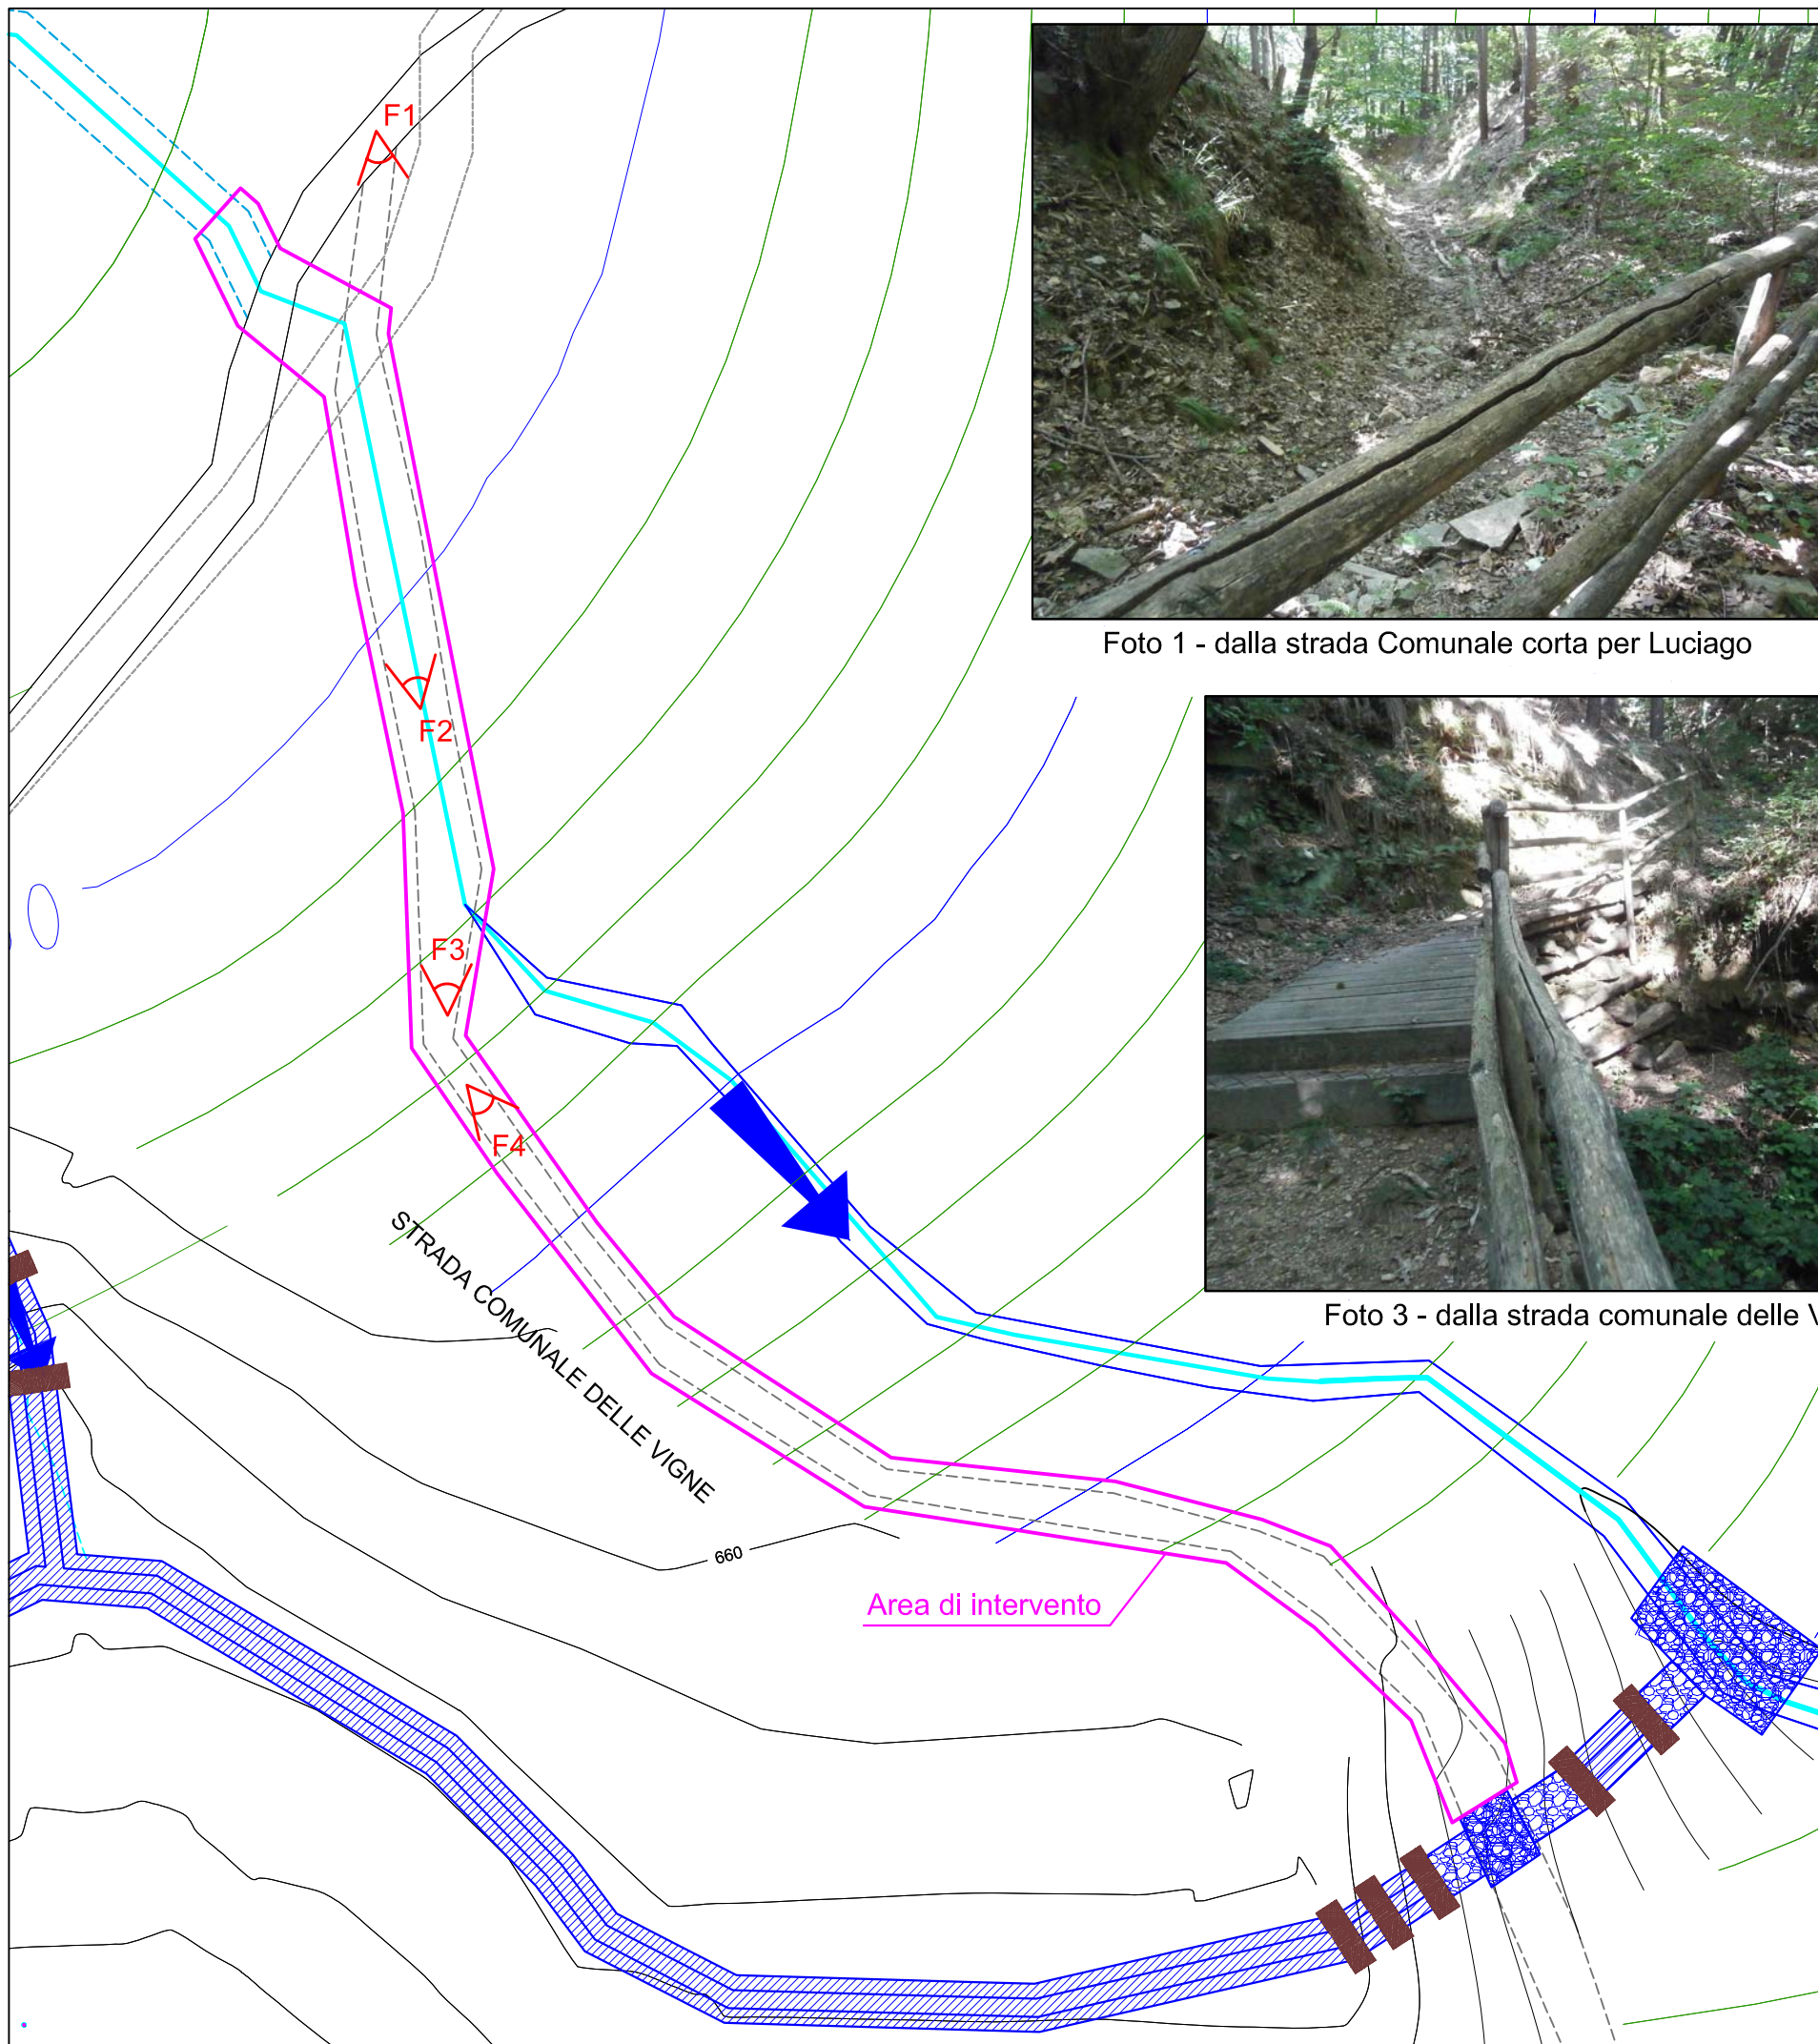 F1
Foto 1 - dalla strada Comunale corta per Luciago
F2
F3
F4
STRADA COMUNALE DELLE VIGNE
Foto 3 - dalla strada comunale delle
660
Area di intervento